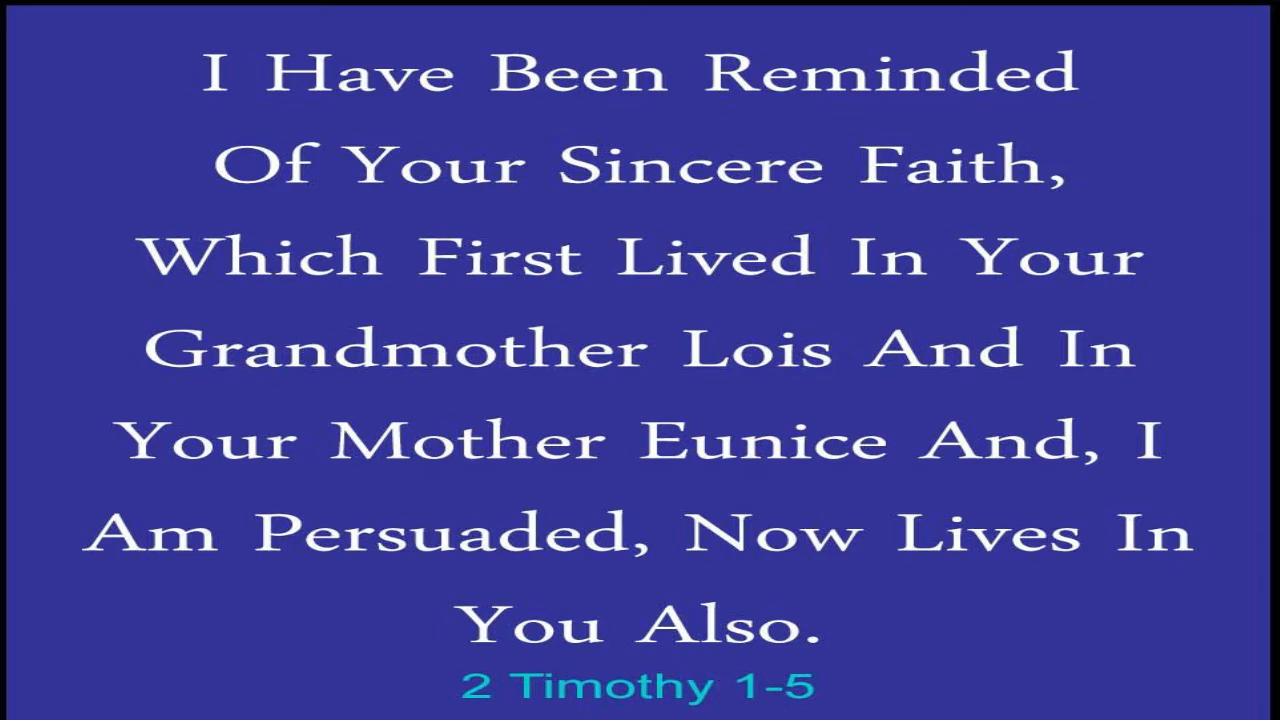 I Have Been Reminded
Of Your Sincere Faith,
Which First Lived In Your
Grandmother Lois And In
Your Mother Eunice And, I
Am Persuaded, Now Lives In
You Also.
2 Timothy 1-5